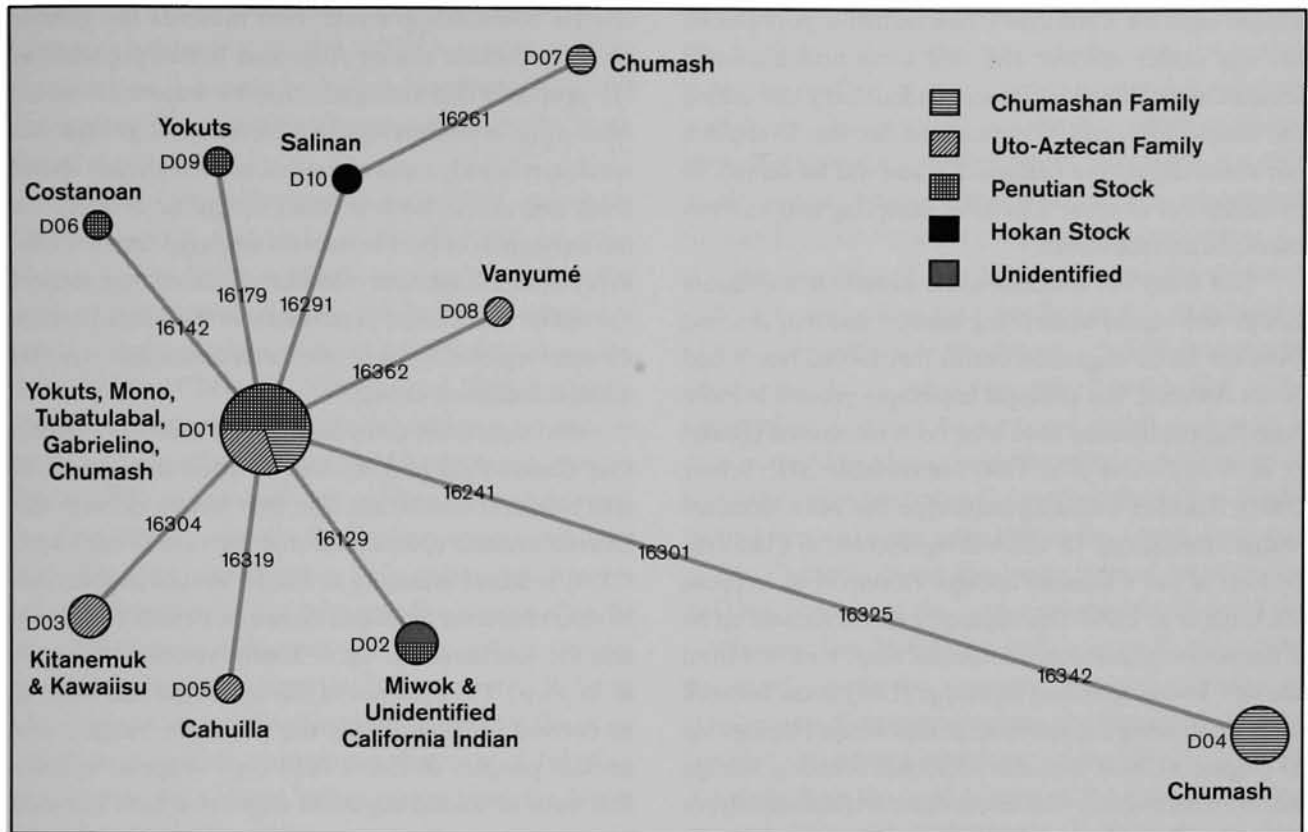 D07
Chumash
16261
Chumashan Family
Uto-Aztecan Family
Penutian Stock
Hokan Stock
Unidentified
Yokuts
D09
Salinan
D10
Costanoan
D06
Vanyumé
D08
16179
16291
16142
16362
Yokuts, Mono,
Tubatulabal,
Gabrielino,
Chumash
D01
16241
16304
16319
16129
16301
16325
16342
D03
Kitanemuk
& Kawaiisu
D05
Cahuilla
D02
Miwok &
Unidentified
California Indian
D04
Chumash